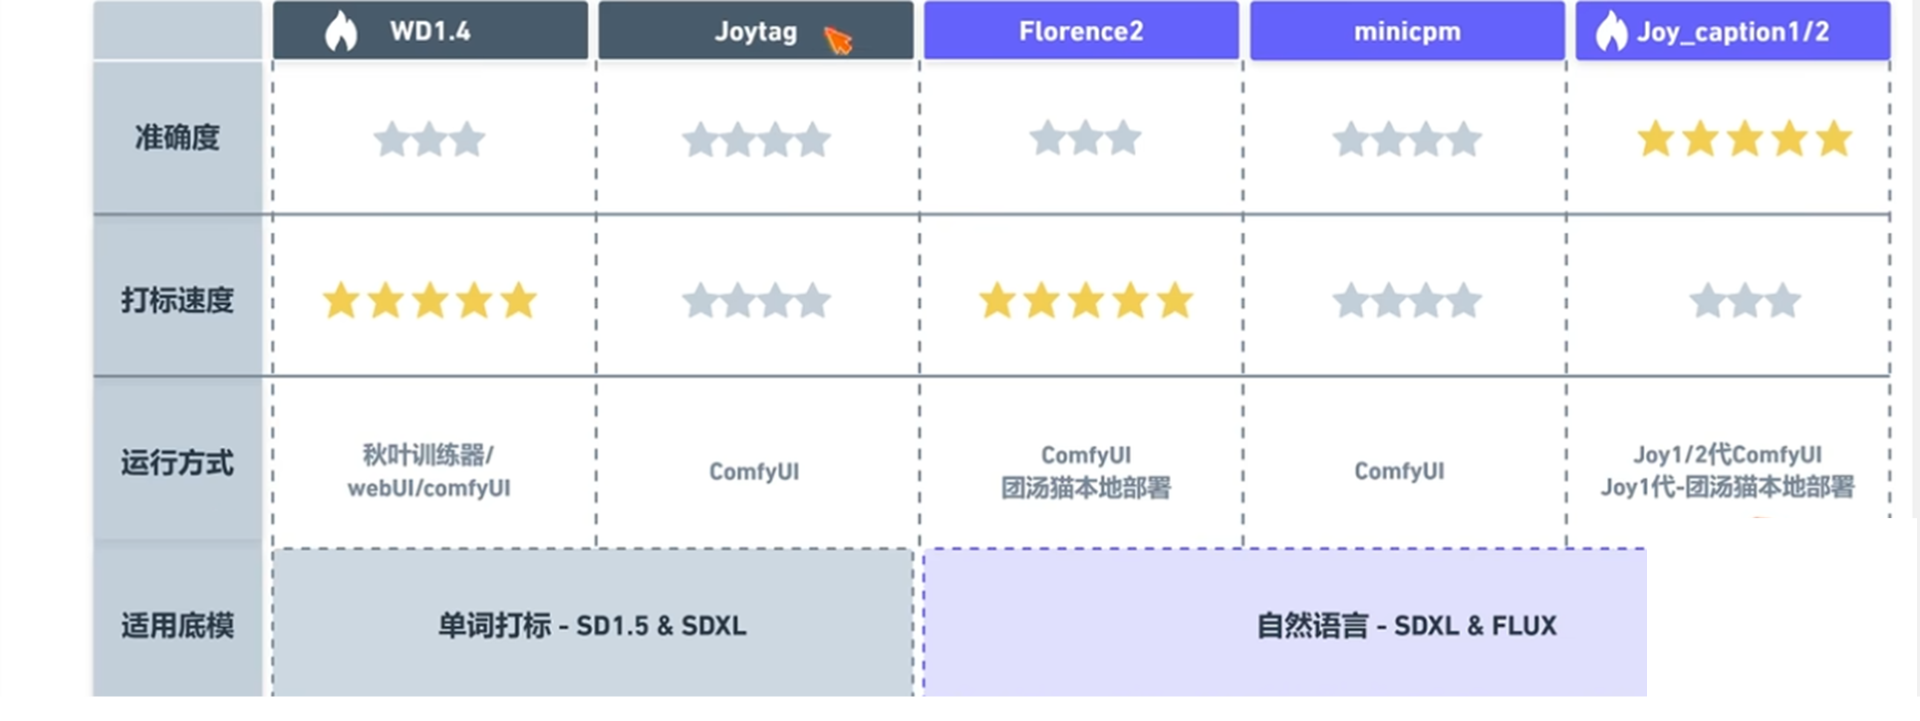 WD1.4 Joytag Florence2 minicpm Joy_caption1/2
准确度
打标速度
运行方式
秋叶训练器/
webUI/comfyUI
ComfyUI
ComfyUI
团汤猫本地部署
ComfyUI
Joy1/2代ComfyUI
Joy1代-团汤猫本地部署
适用底模
单词打标 - SD1.5 & SDXL
自然语言 - SDXL & FLUX